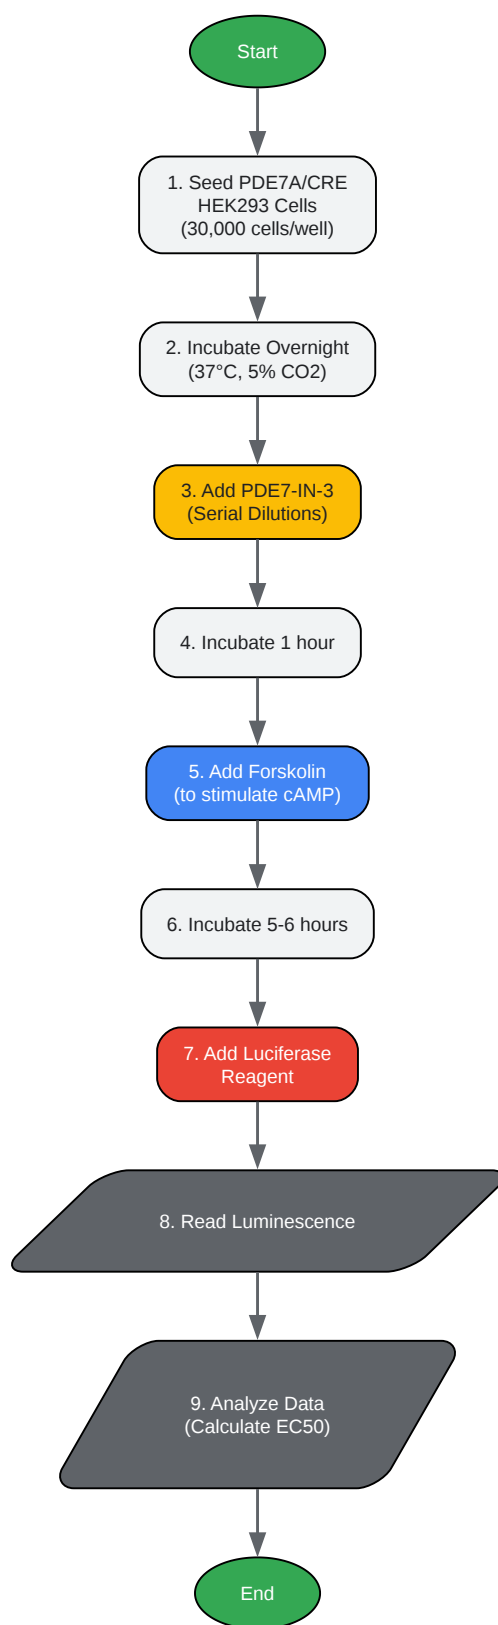 Start
1. Seed PDE7A/CRE
HEK293 Cells
(30,000 cells/well)
2. Incubate Overnight
(37°C, 5% CO2)
3. Add PDE7-IN-3
(Serial Dilutions)
4. Incubate 1 hour
5. Add Forskolin
(to stimulate cAMP)
6. Incubate 5-6 hours
7. Add Luciferase
Reagent
8. Read Luminescence
9. Analyze Data
(Calculate EC50)
End